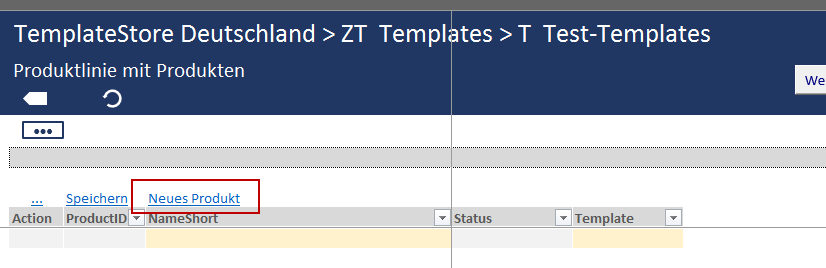 TemplateStore Deutschland > ZT Templates > T Test-Templates
Produktlinie mit Produkten
We
•••
... Speichern Neues Produkt
Action ProductID NameShort Status Template